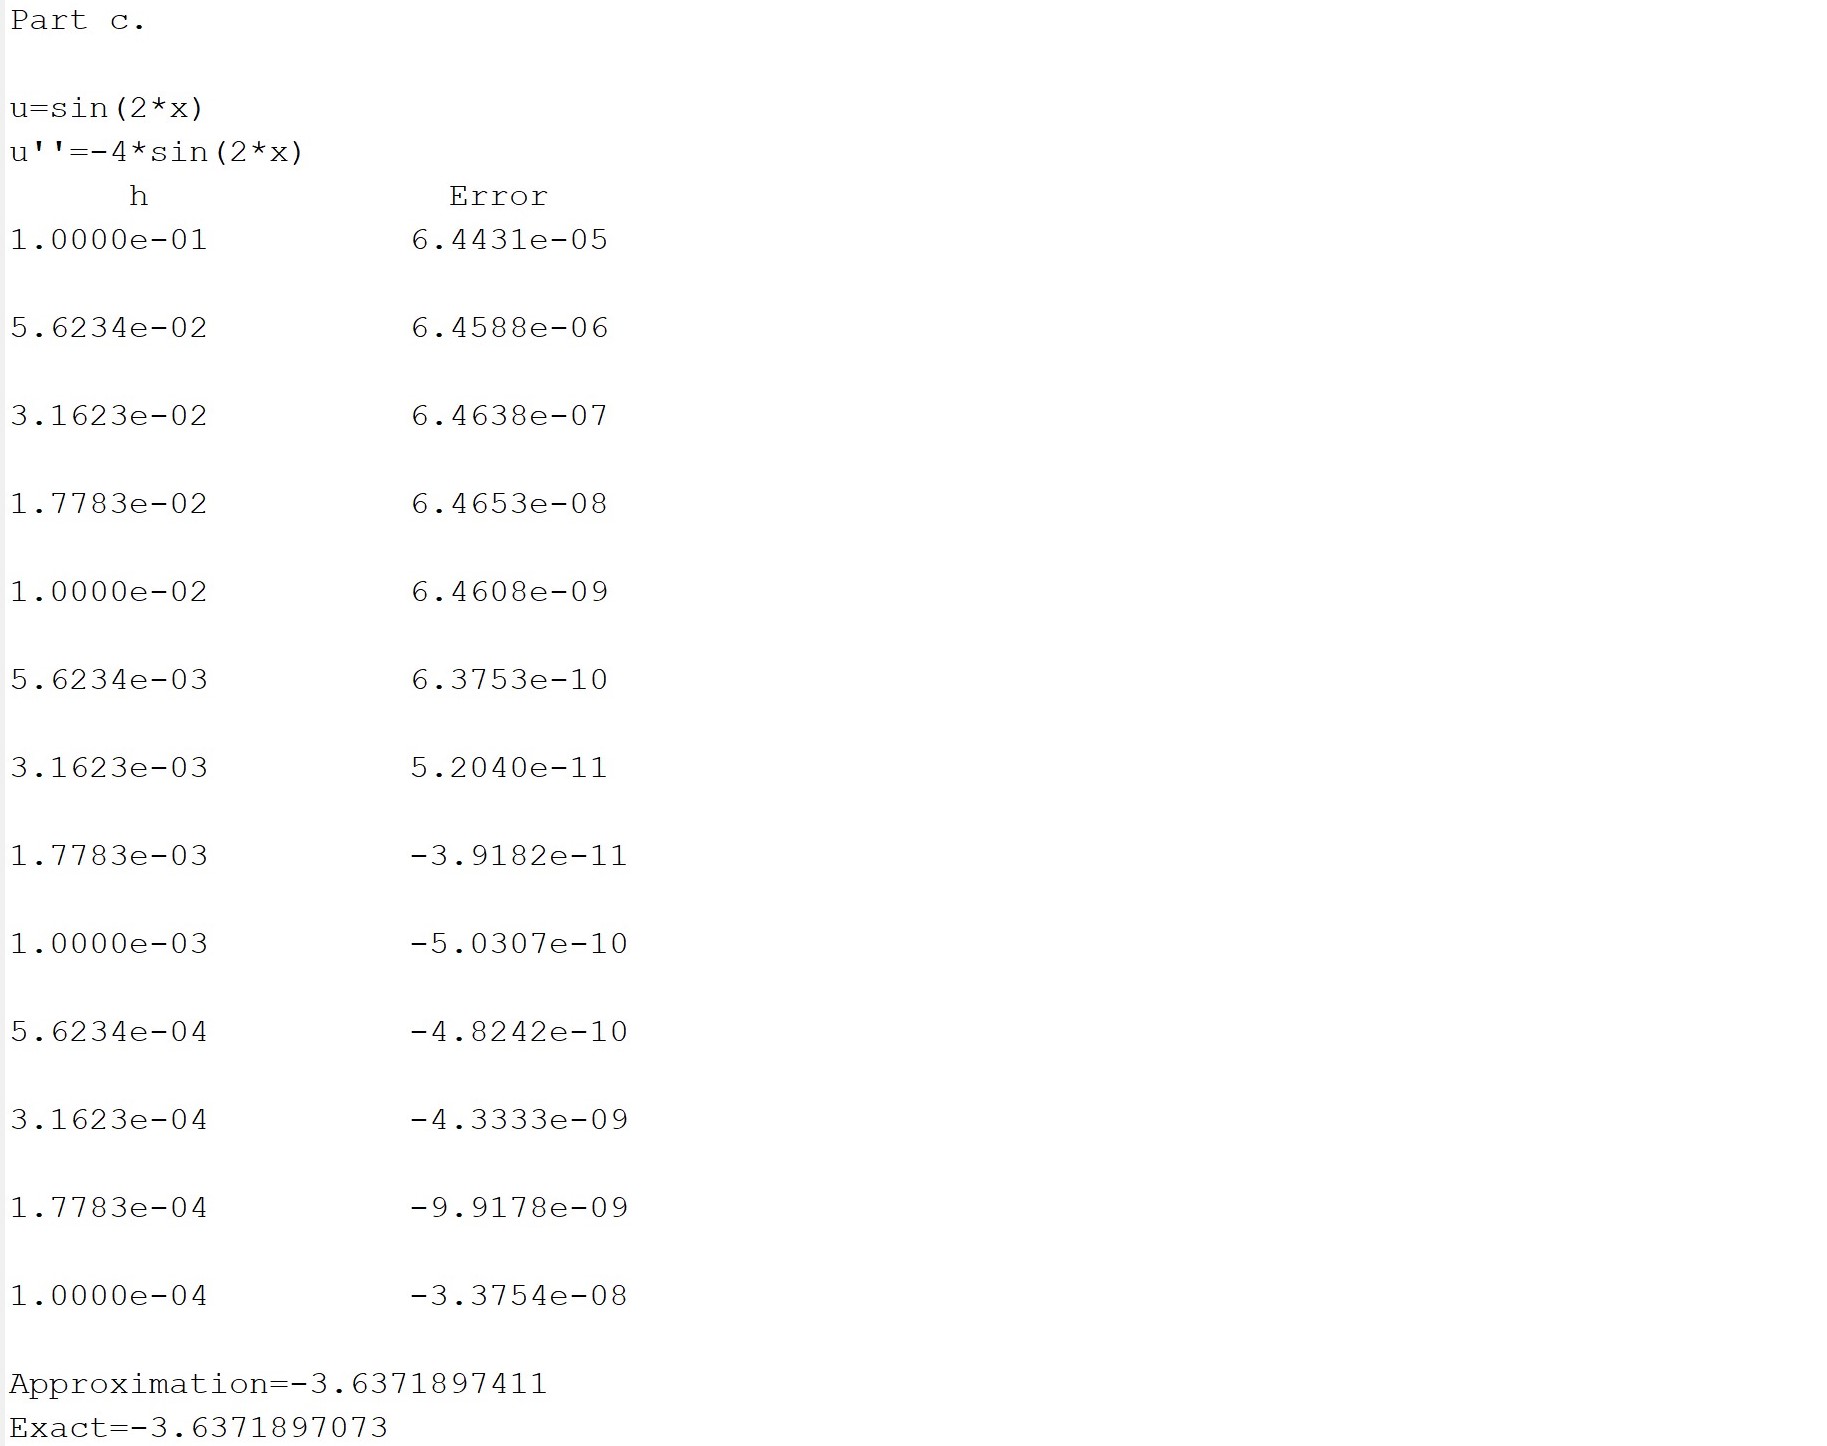 Part c.
u=sin(2*x)
u''=-4*sin(2*x)
h Error
1.0000e-01 6.4431e-05
5.6234e-02 6.4588e-06
3.1623e-02 6.4638e-07
1.7783e-02 6.4653e-08
1.0000e-02 6.4608e-09
5.6234e-03 6.3753e-10
3.1623e-03 5.2040e-11
1.7783e-03 -3.9182e-11
1.0000e-03 -5.0307e-10
5.6234e-04 -4.8242e-10
3.1623e-04 -4.3333e-09
1.7783e-04 -9.9178e-09
1.0000e-04 -3.3754e-08
Approximation=-3.6371897411
Exact=-3.6371897073